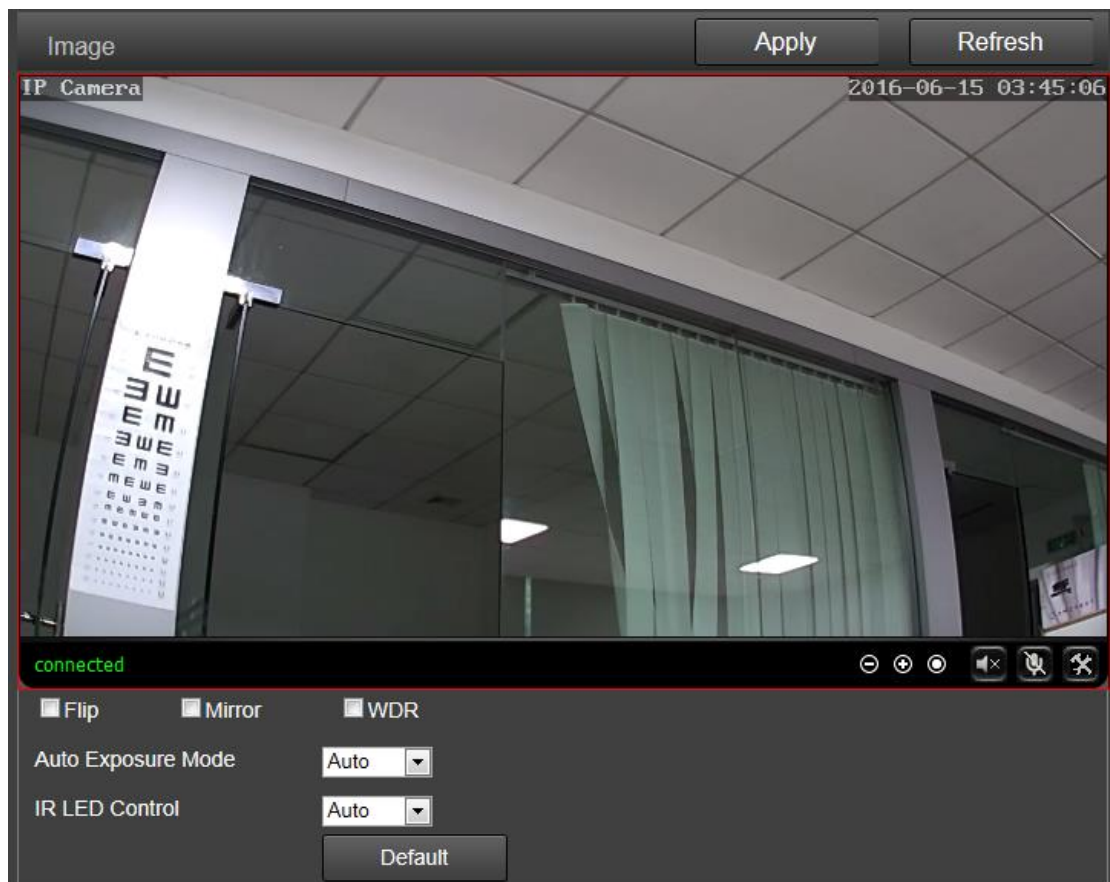 Image
Apply
Refresh
IP Camera
2016-06-15 03:45:06
E
E
connected
Flip
Mirror
WDR
Auto Exposure Mode
Auto
IR LED Control
Auto
Default